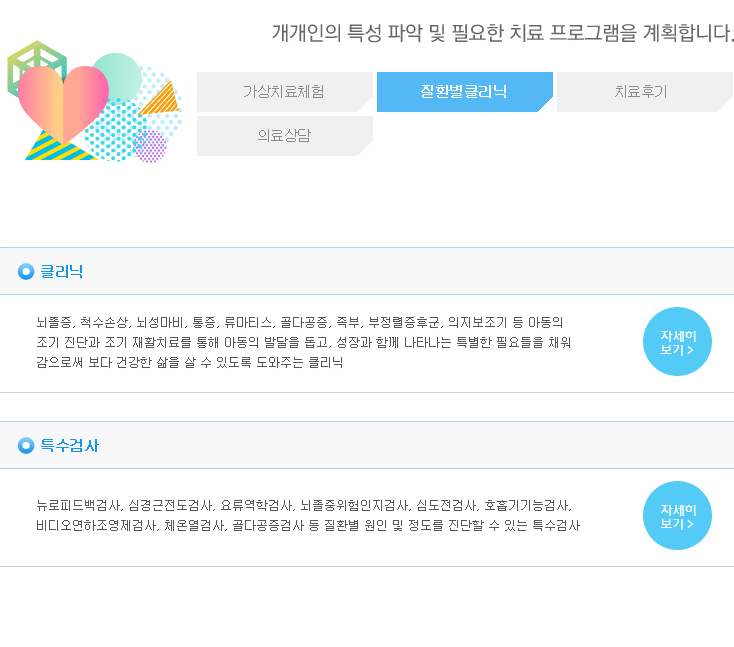 개개인의 특성 파악 및 필요한 치료 프로그램을 계획합니다.
가상치료체험
질환별클리닉
치료후기
의료상담
클리닉
뇌졸중, 척수손상, 뇌성마비, 통증, 류마티스, 골다공증, 족부, 부정렬증후군, 의지보조기 등 아동의
조기 진단과 조기 재활치료를 통해 아동의 발달을 돕고, 성장과 함께 나타나는 특별한 필요들을 채워
감으로써 보다 건강한 삶을 살 수 있도록 도와주는 클리닉
자세히
보기 >
특수검사
뉴로피드백검사, 심경근전도검사, 요류역학검사, 뇌졸중위험인지검사, 심도전검사, 호흡기기능검사,
비디오연하조영제검사, 체온열검사, 골다공증검사 등 질환별 원인 및 정도를 진단할 수 있는 특수검사
자세히
보기 >